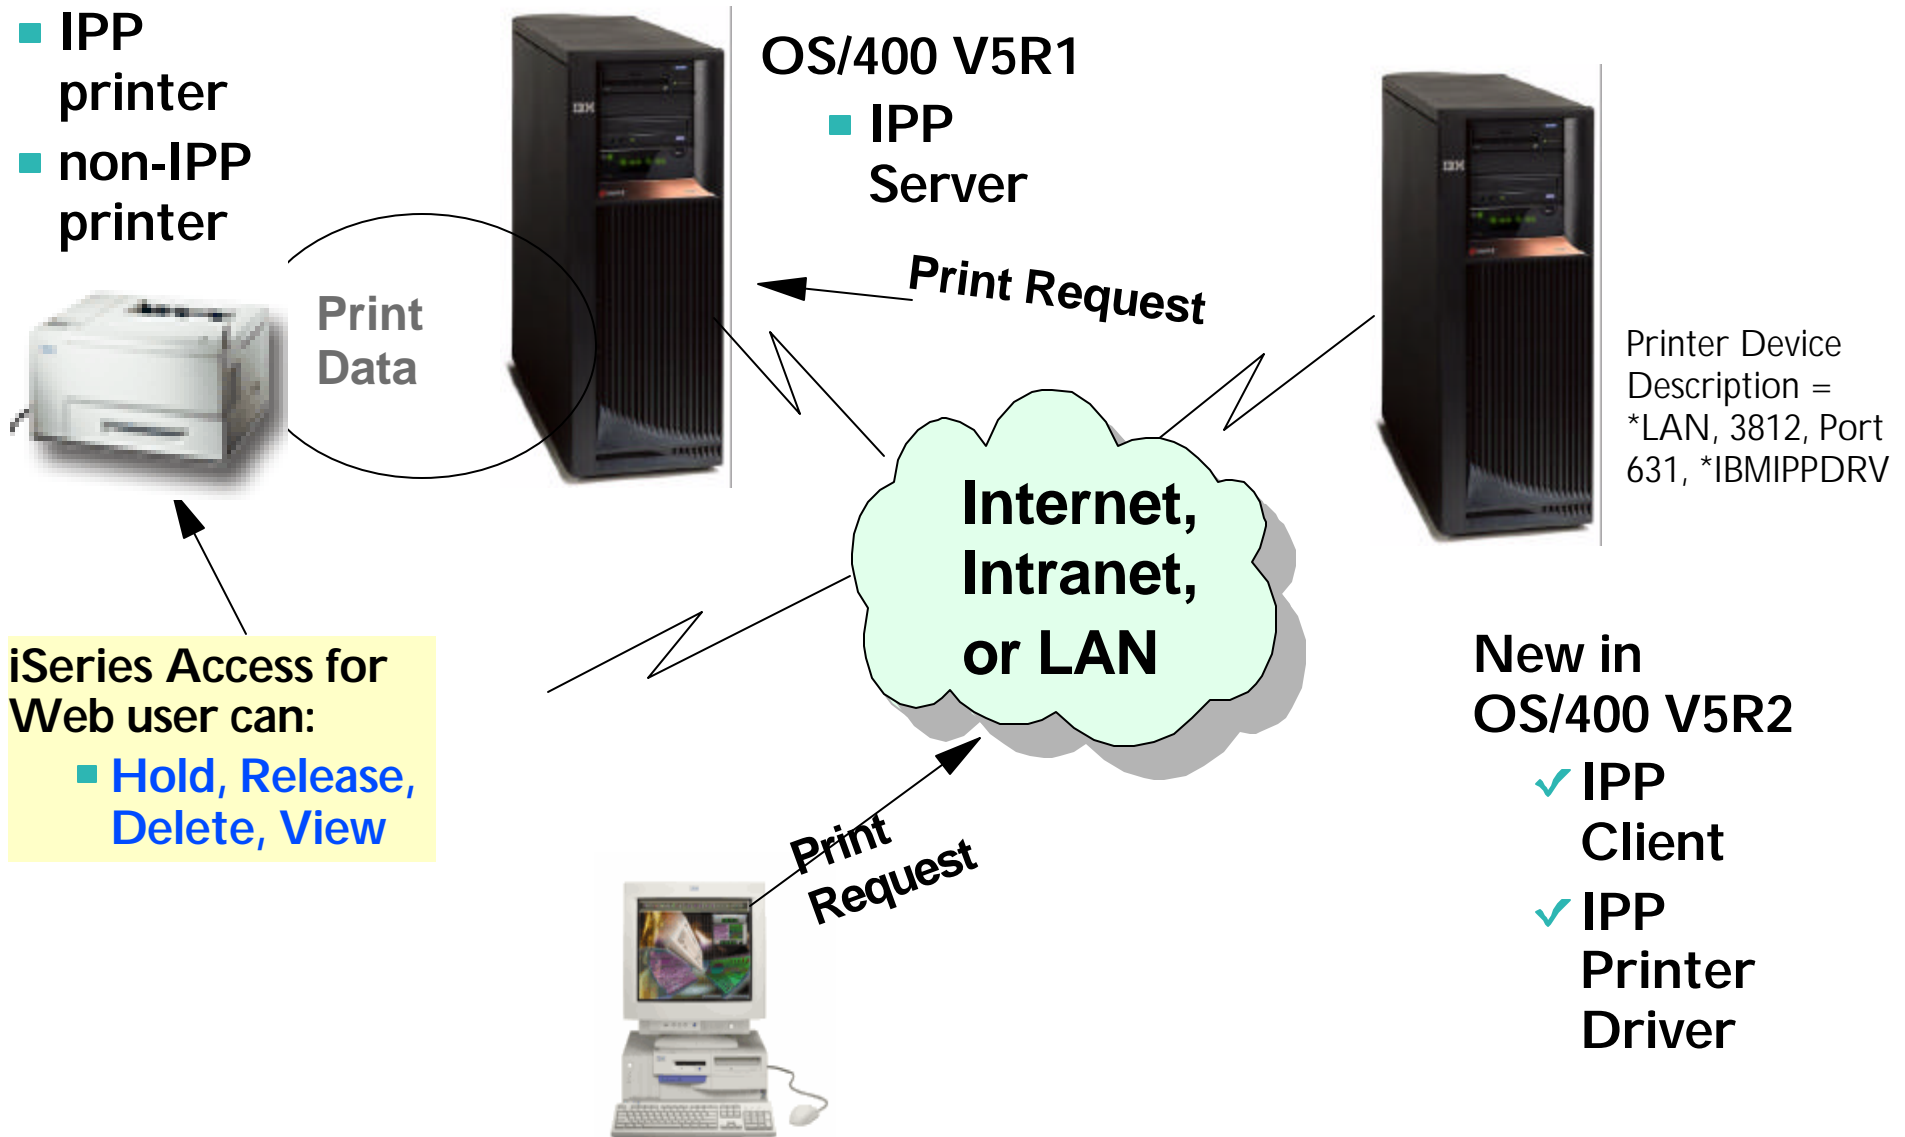 IPP
printer
non-IPP
printer
OS/400 V5R1
IPP
Server
Print Request
Print
Data
Printer Device
Description =
*LAN, 3812, Port
631, *IBMIPPDRV
Internet,
Intranet,
or LAN
iSeries Access for
Web user can:
Hold, Release,
Delete, View
Print
Request
New in
OS/400 V5R2
IPP
Client
IPP
Printer
Driver
IBM
IBM